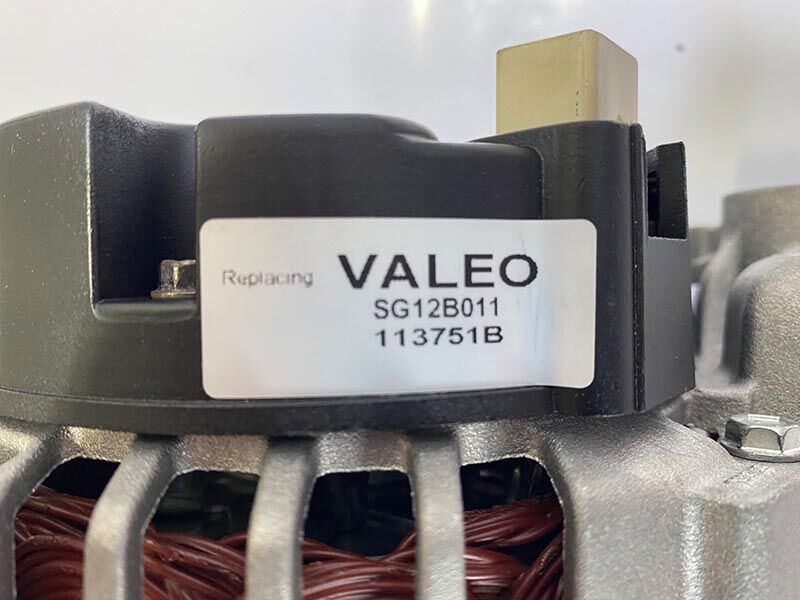 Replacing VALEO
SG12B011
113751B